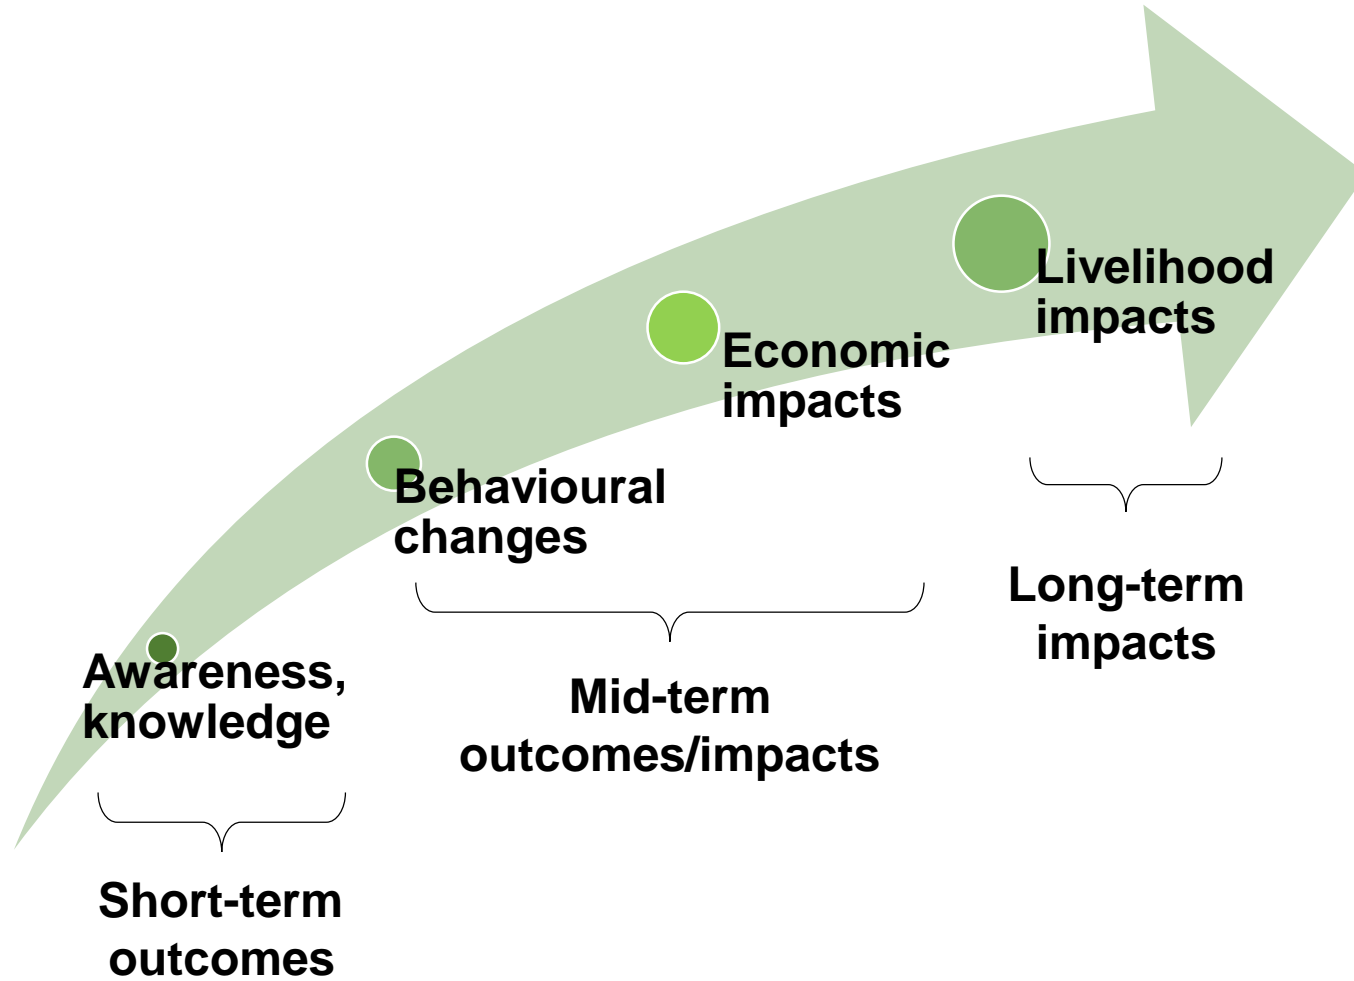 Livelihood
impacts
Economic
impacts
Behavioural
changes
Awareness,
knowledge
Long-term
impacts
Mid-term
outcomes/impacts
Short-term
outcomes